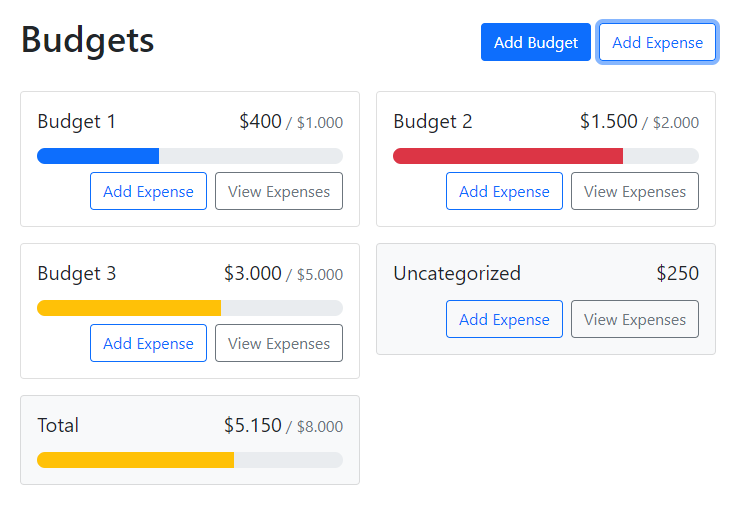 Budgets
Add Budget
Add Expense
Budget 1
$400 / $1.000
Add Expense
View Expenses
Budget 2
$1.500 / $2.000
Add Expense
View Expenses
Budget 3
$3.000 / $5.000
Add Expense
View Expenses
Uncategorized
$250
Add Expense
View Expenses
Total
$5.150 / $8.000